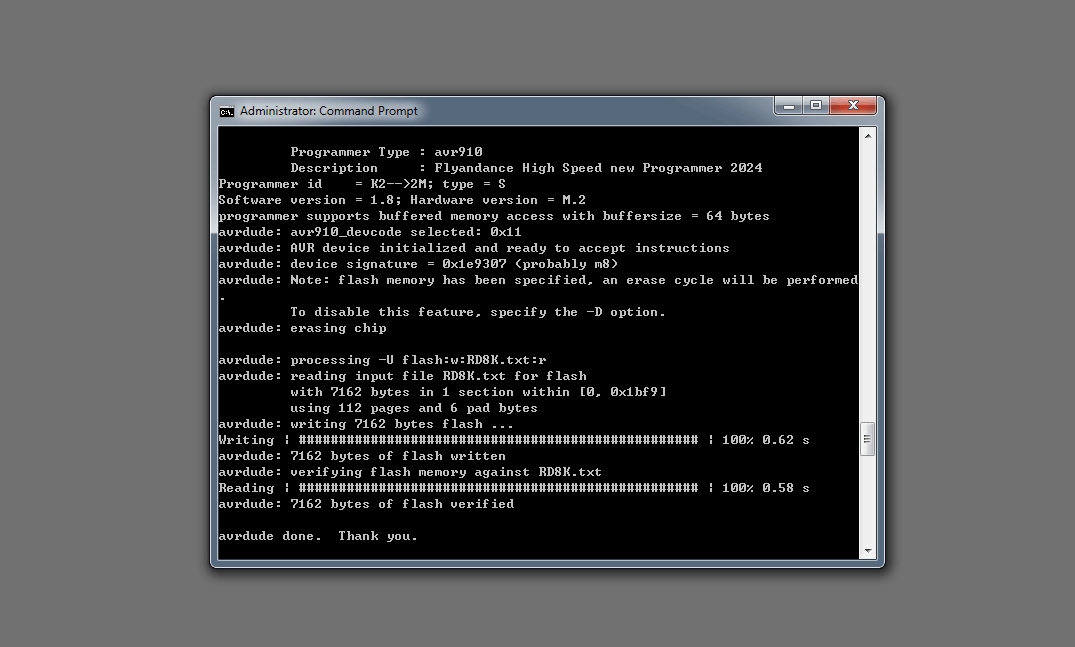 Administrator: Command Prompt
Programmer Type : avr910
Description : Flyandance High Speed new Programmer 2024
Programmer id = K2-->2M; type = S
Software version = 1.8; Hardware version = M.2
programmer supports buffered memory access with buffersize = 64 bytes
avrdude: avr910_devcode selected: 0x11
avrdude: AVR device initialized and ready to accept instructions
avrdude: device signature = 0x1e9307 (probably m8)
avrdude: Note: flash memory has been specified, an erase cycle will be performed
.
To disable this feature, specify the -D option.
avrdude: erasing chip
avrdude: processing -U flash:w:RD8K.txt:r
avrdude: reading input file RD8K.txt for flash
with 7162 bytes in 1 section within [0, 0x1bf9]
using 112 pages and 6 pad bytes
avrdude: writing 7162 bytes flash ...
Writing | ################################################## | 100% 0.62 s
avrdude: 7162 bytes of flash written
avrdude: verifying flash memory against RD8K.txt
Reading | ################################################## | 100% 0.58 s
avrdude: 7162 bytes of flash verified
avrdude done.  Thank you.